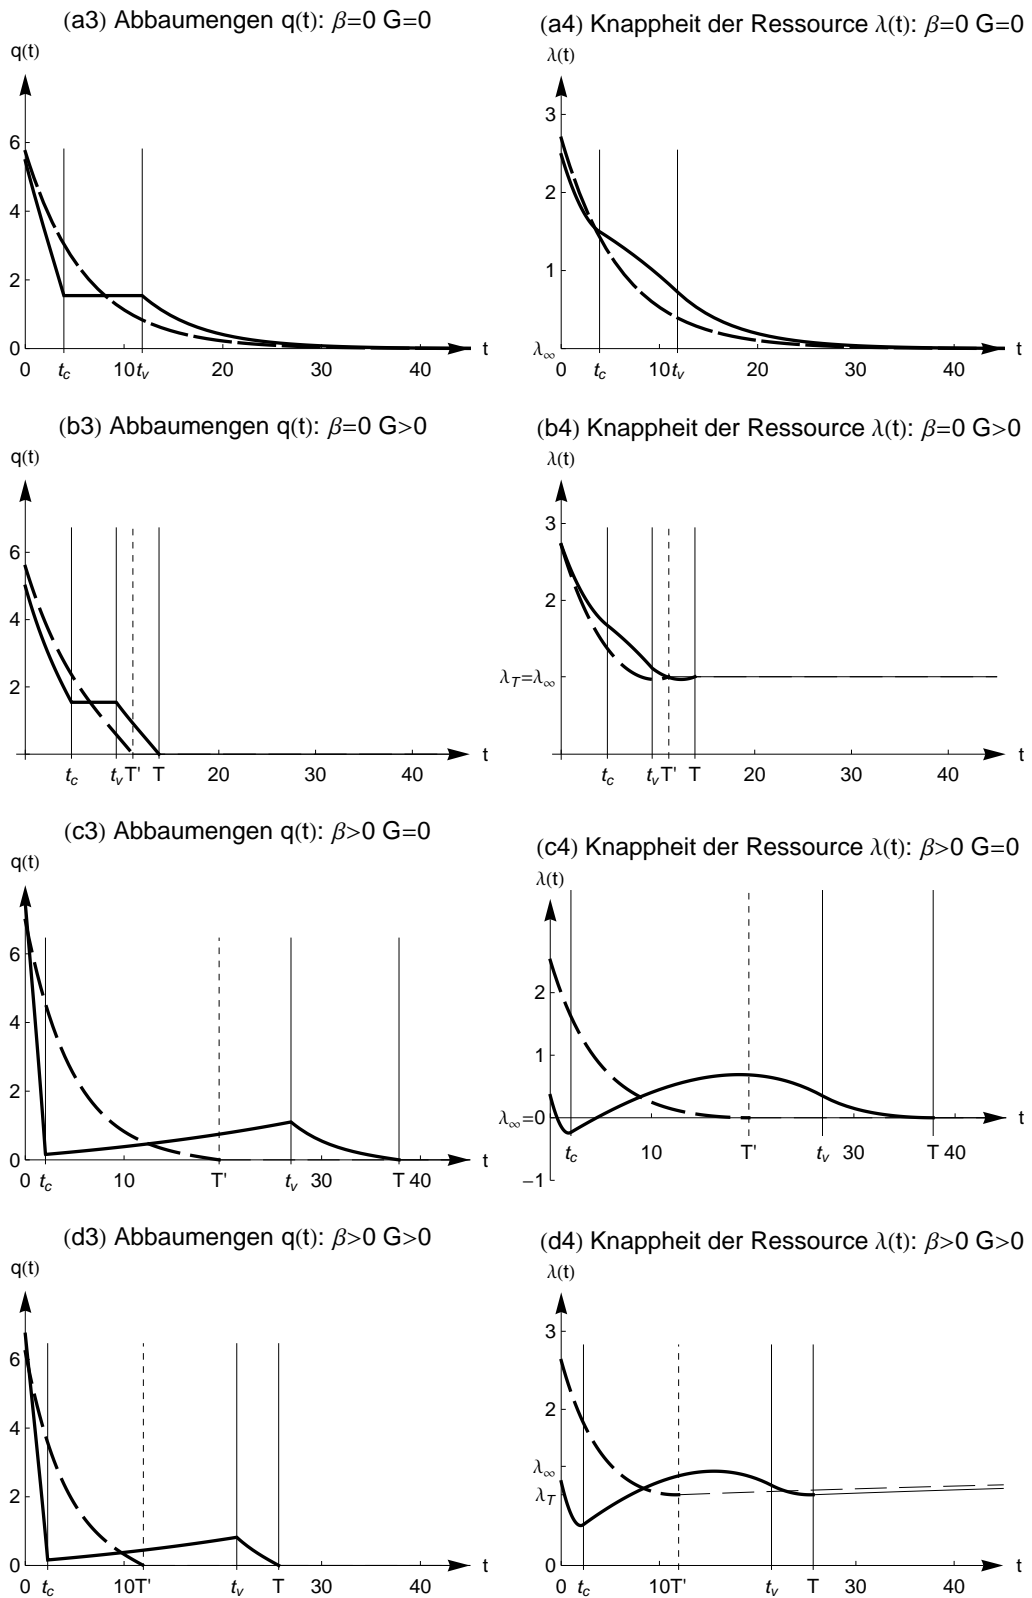 (a3) Abbaumengen q(t): β=0 G=0
q(t)
6
4
2
0
0 t_c 10 t_v 20 30 40
t
(a4) Knappheit der Ressource λ(t): β=0 G=0
λ(t)
3
2
1
λ∞
0 t_c 10 t_v 20 30 40
t
(b3) Abbaumengen q(t): β=0 G>0
q(t)
6
4
2
t_c t_v T' T 20 30 40
t
(b4) Knappheit der Ressource λ(t): β=0 G>0
λ(t)
3
2
λ_T=λ∞
t_c t_v T' T 20 30 40
t
(c3) Abbaumengen q(t): β>0 G=0
q(t)
6
4
2
0
0 t_c 10 T' t_v 30 T 40
t
(c4) Knappheit der Ressource λ(t): β>0 G=0
λ(t)
2
1
λ∞=0
−1
t_c 10 T' t_v 30 T 40
t
(d3) Abbaumengen q(t): β>0 G>0
q(t)
6
4
2
0
0 t_c 10 T' t_v T 30 40
t
(d4) Knappheit der Ressource λ(t): β>0 G>0
λ(t)
3
2
λ∞
λ_T
0
0 t_c 10 T' t_v T 30 40
t